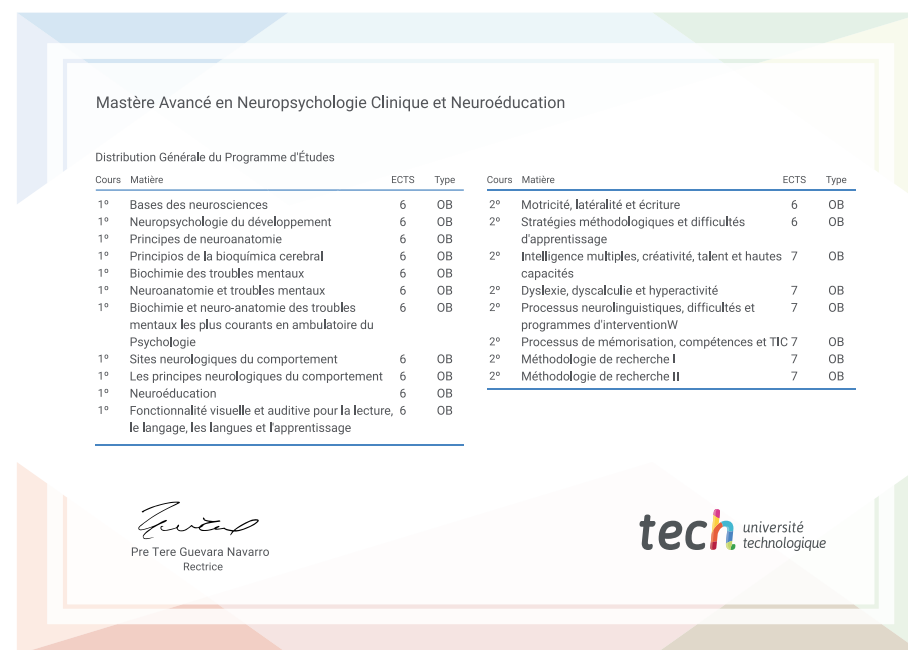 Mastère Avancé en Neuropsychologie Clinique et Neuroéducation
Distribution Générale du Programme d'Études
Cours Matière ECTS Type
1º Bases des neurosciences 6 OB
1º Neuropsychologie du développement 6 OB
1º Principes de neuroanatomie 6 OB
1º Principios de la bioquímica cerebral 6 OB
1º Biochimie des troubles mentaux 6 OB
1º Neuroanatomie et troubles mentaux 6 OB
1º Biochimie et neuro-anatomie des troubles 6 OB
mentaux les plus courants en ambulatoire du
Psychologie
1º Sites neurologiques du comportement 6 OB
1º Les principes neurologiques du comportement 6 OB
1º Neuroéducation 6 OB
1º Fonctionnalité visuelle et auditive pour la lecture, 6 OB
le langage, les langues et l'apprentissage
Cours Matière ECTS Type
2º Motricité, latéralité et écriture 6 OB
2º Stratégies méthodologiques et difficultés 6 OB
d'apprentissage
2º Intelligence multiples, créativité, talent et hautes 7 OB
capacités
2º Dyslexie, dyscalculie et hyperactivité 7 OB
2º Processus neurolinguistiques, difficultés et 7 OB
programmes d'interventionW
2º Processus de mémorisation, compétences et TIC 7 OB
2º Méthodologie de recherche I 7 OB
2º Méthodologie de recherche II 7 OB
Pre Tere Guevara Navarro
Rectrice
tech université
technologique